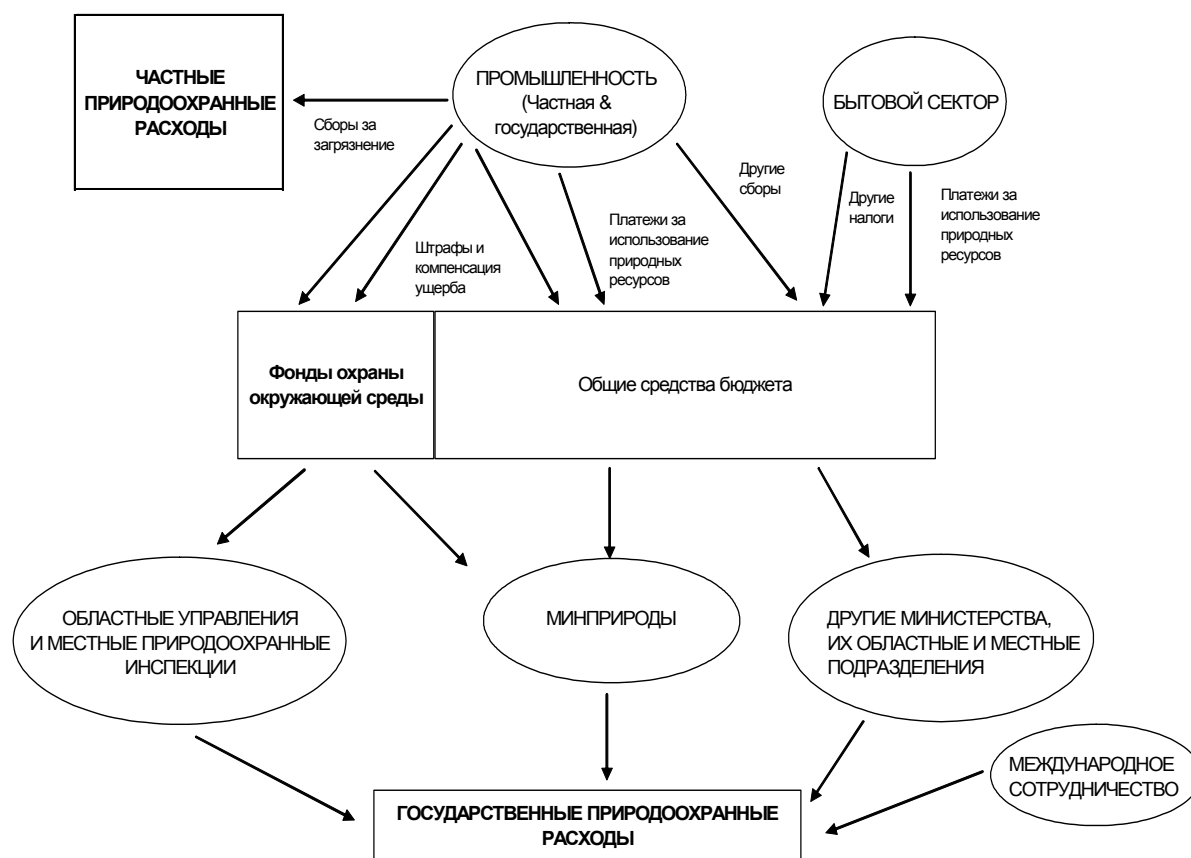 ЧАСТНЫЕ
ПРИРОДООХРАННЫЕ
РАСХОДЫ
ПРОМЫШЛЕННОСТЬ
(Частная &
государственная)
БЫТОВОЙ СЕКТОР
Сборы за
загрязнение
Другие
сборы
Другие
налоги
Платежи за
использование
природных
ресурсов
Штрафы и
компенсация
ущерба
Платежи за
использование
природных
ресурсов
Фонды охраны
окружающей среды
Общие средства бюджета
ОБЛАСТНЫЕ УПРАВЛЕНИЯ
И МЕСТНЫЕ ПРИРОДООХРАННЫЕ
ИНСПЕКЦИИ
МИНПРИРОДЫ
ДРУГИЕ МИНИСТЕРСТВА,
ИХ ОБЛАСТНЫЕ И МЕСТНЫЕ
ПОДРАЗДЕЛЕНИЯ
МЕЖДУНАРОДНОЕ
СОТРУДНИЧЕСТВО
ГОСУДАРСТВЕННЫЕ ПРИРОДООХРАННЫЕ
РАСХОДЫ